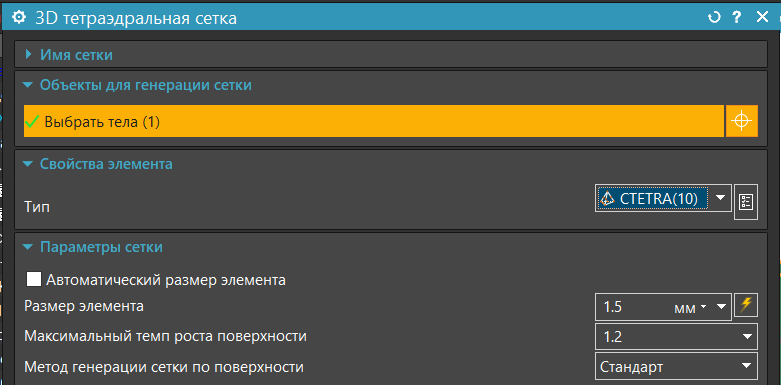 3D тетраэдральная сетка
Имя сетки
Объекты для генерации сетки
Выбрать тела (1)
Свойства элемента
Тип CTETRA(10)
Параметры сетки
Автоматический размер элемента
Размер элемента 1.5 мм
Максимальный темп роста поверхности 1.2
Метод генерации сетки по поверхности Стандарт